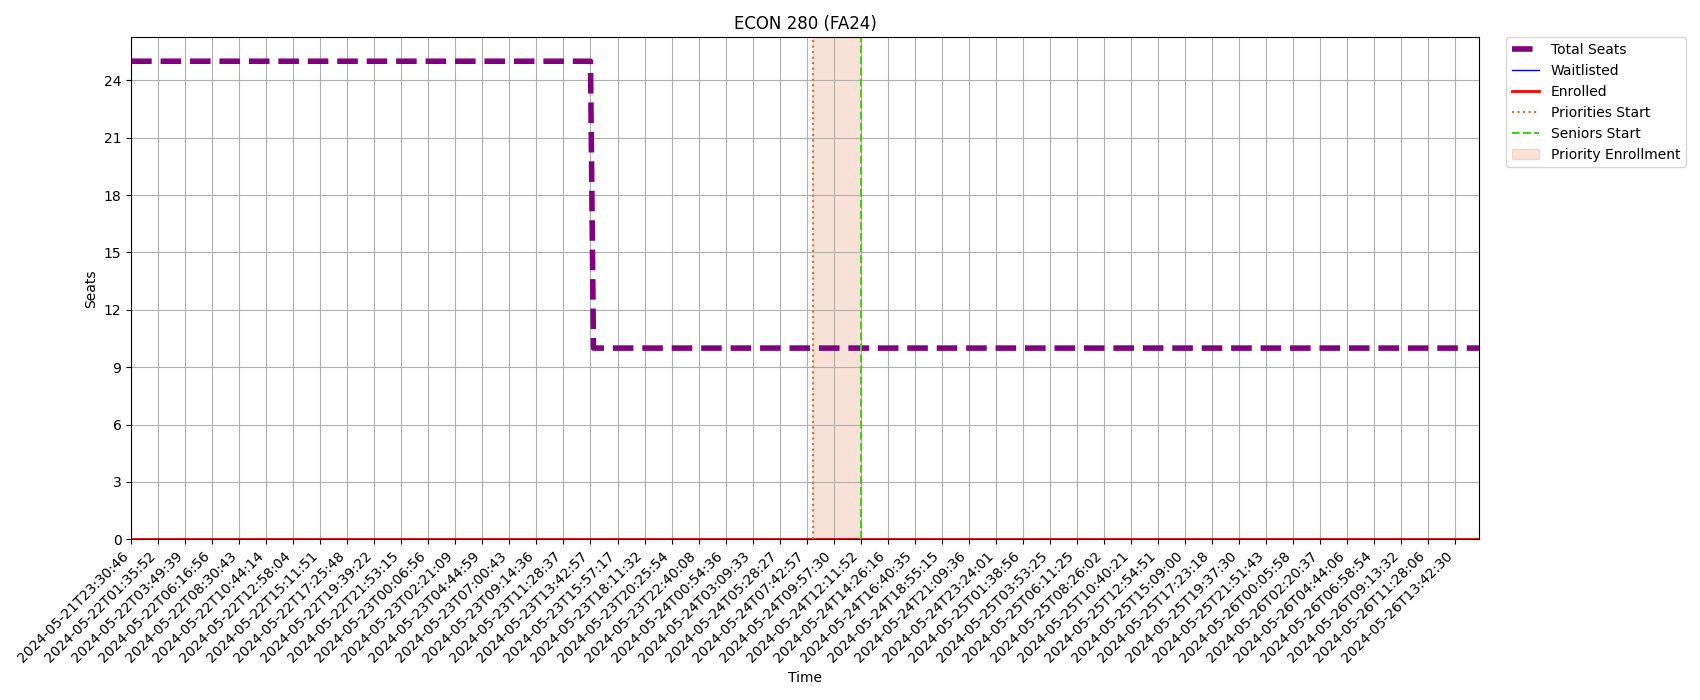 ECON 280 (FA24)
Total Seats
Waitlisted
Enrolled
Priorities Start
Seniors Start
Priority Enrollment
Seats
24
21
18
15
12
9
6
3
0
2024-05-21T23:30:46
2024-05-22T01:35:52
2024-05-22T03:49:39
2024-05-22T06:16:56
2024-05-22T08:30:43
2024-05-22T10:44:14
2024-05-22T12:58:04
2024-05-22T15:11:51
2024-05-22T17:25:48
2024-05-22T19:39:22
2024-05-22T21:53:15
2024-05-23T00:06:56
2024-05-23T02:21:09
2024-05-23T04:44:59
2024-05-23T07:00:43
2024-05-23T09:14:36
2024-05-23T11:28:37
2024-05-23T13:42:57
2024-05-23T15:57:17
2024-05-23T18:11:32
2024-05-23T20:25:54
2024-05-23T22:40:08
2024-05-24T00:54:36
2024-05-24T03:09:33
2024-05-24T05:28:27
2024-05-24T07:42:57
2024-05-24T09:57:30
2024-05-24T12:11:52
2024-05-24T14:26:16
2024-05-24T16:40:35
2024-05-24T18:55:15
2024-05-24T21:09:36
2024-05-24T23:24:01
2024-05-25T01:38:56
2024-05-25T03:53:25
2024-05-25T06:11:25
2024-05-25T08:26:02
2024-05-25T10:40:21
2024-05-25T12:54:51
2024-05-25T15:09:00
2024-05-25T17:23:18
2024-05-25T19:37:30
2024-05-25T21:51:43
2024-05-26T00:05:58
2024-05-26T02:20:37
2024-05-26T04:44:06
2024-05-26T06:58:54
2024-05-26T09:13:32
2024-05-26T11:28:06
2024-05-26T13:42:30
Time